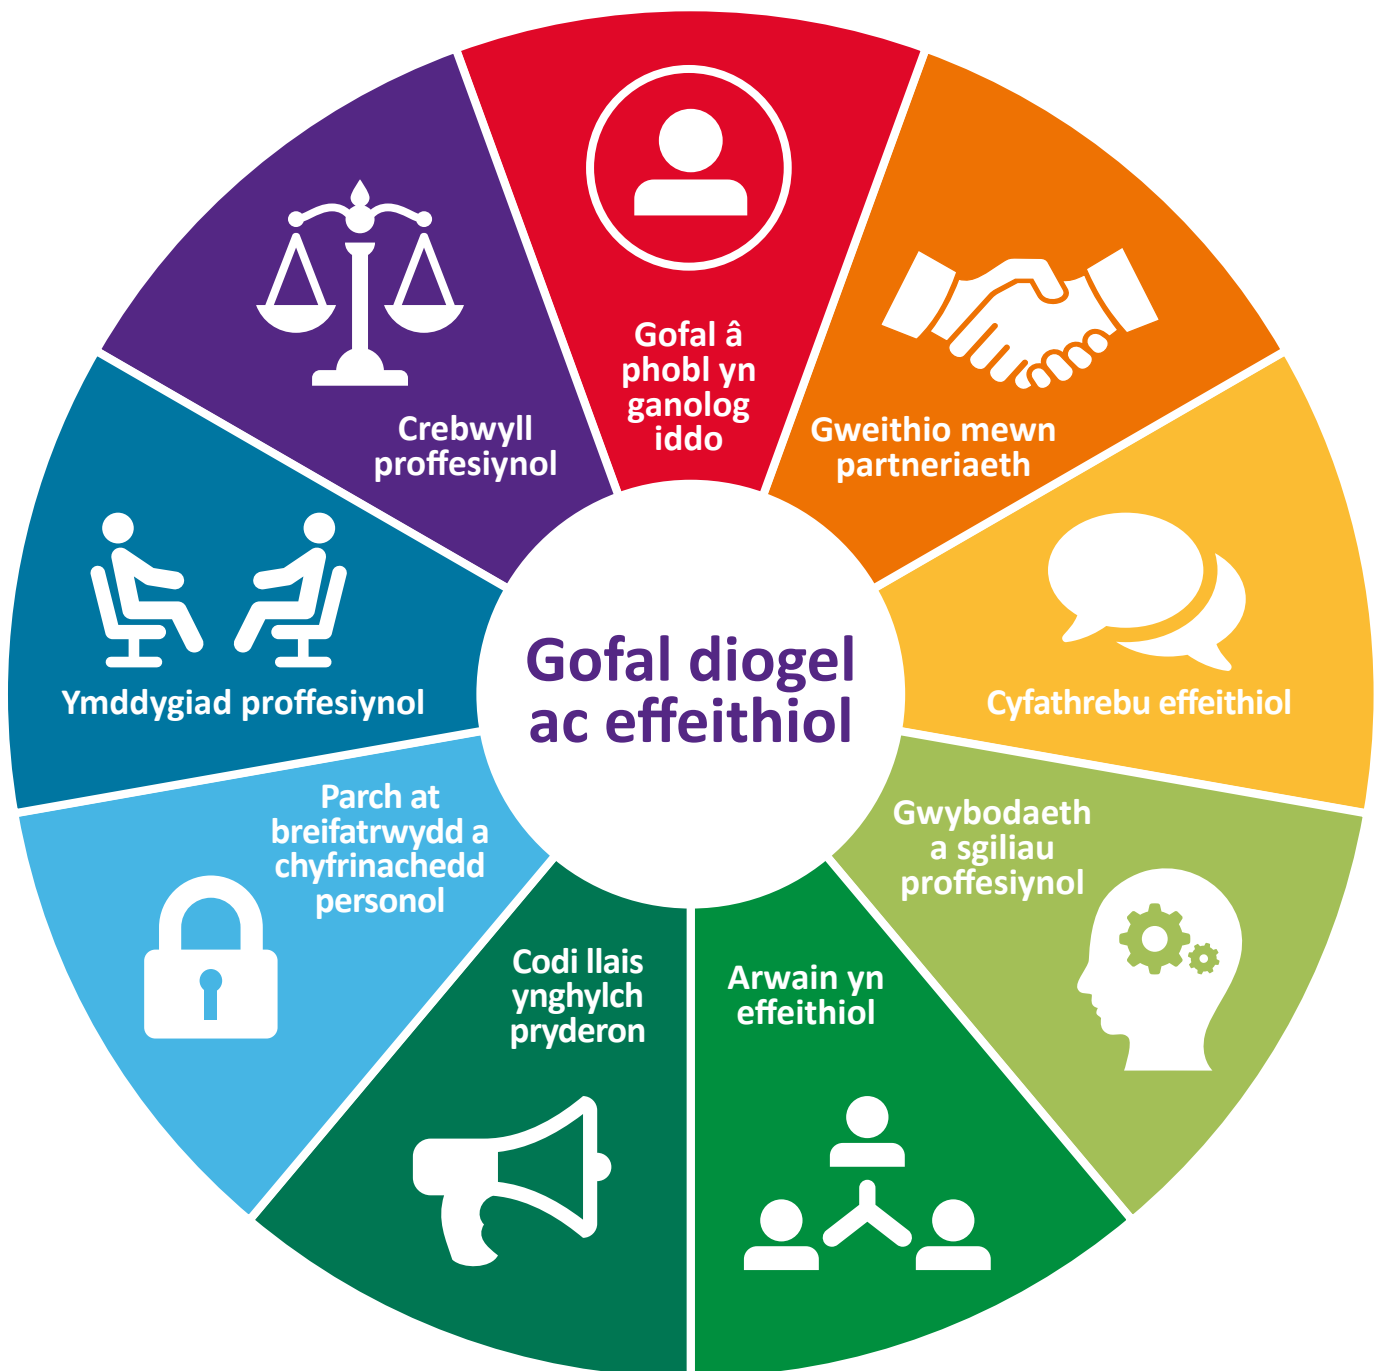 Gofal â
phobl yn
ganolog
iddo
Gweithio mewn
partneriaeth
Cyfathrebu effeithiol
Gwybodaeth
a sgiliau
proffesiynol
Arwain yn
effeithiol
Codi llais
ynghylch
pryderon
Parch at
breifatrwydd a
chyfrinachedd
personol
Ymddygiad proffesiynol
Crebwyll
proffesiynol
Gofal diogel
ac effeithiol